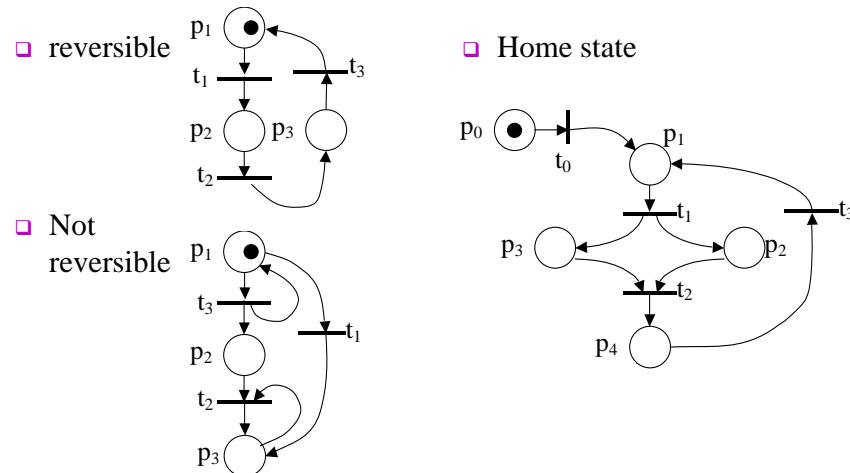 ❑ reversible
p₁
t₁
t₃
p₂
p₃
t₂
❑ Not
reversible
p₁
t₃
t₁
p₂
t₂
p₃
❑ Home state
p₀
t₀
p₁
t₁
t₃
p₃
p₂
t₂
p₄